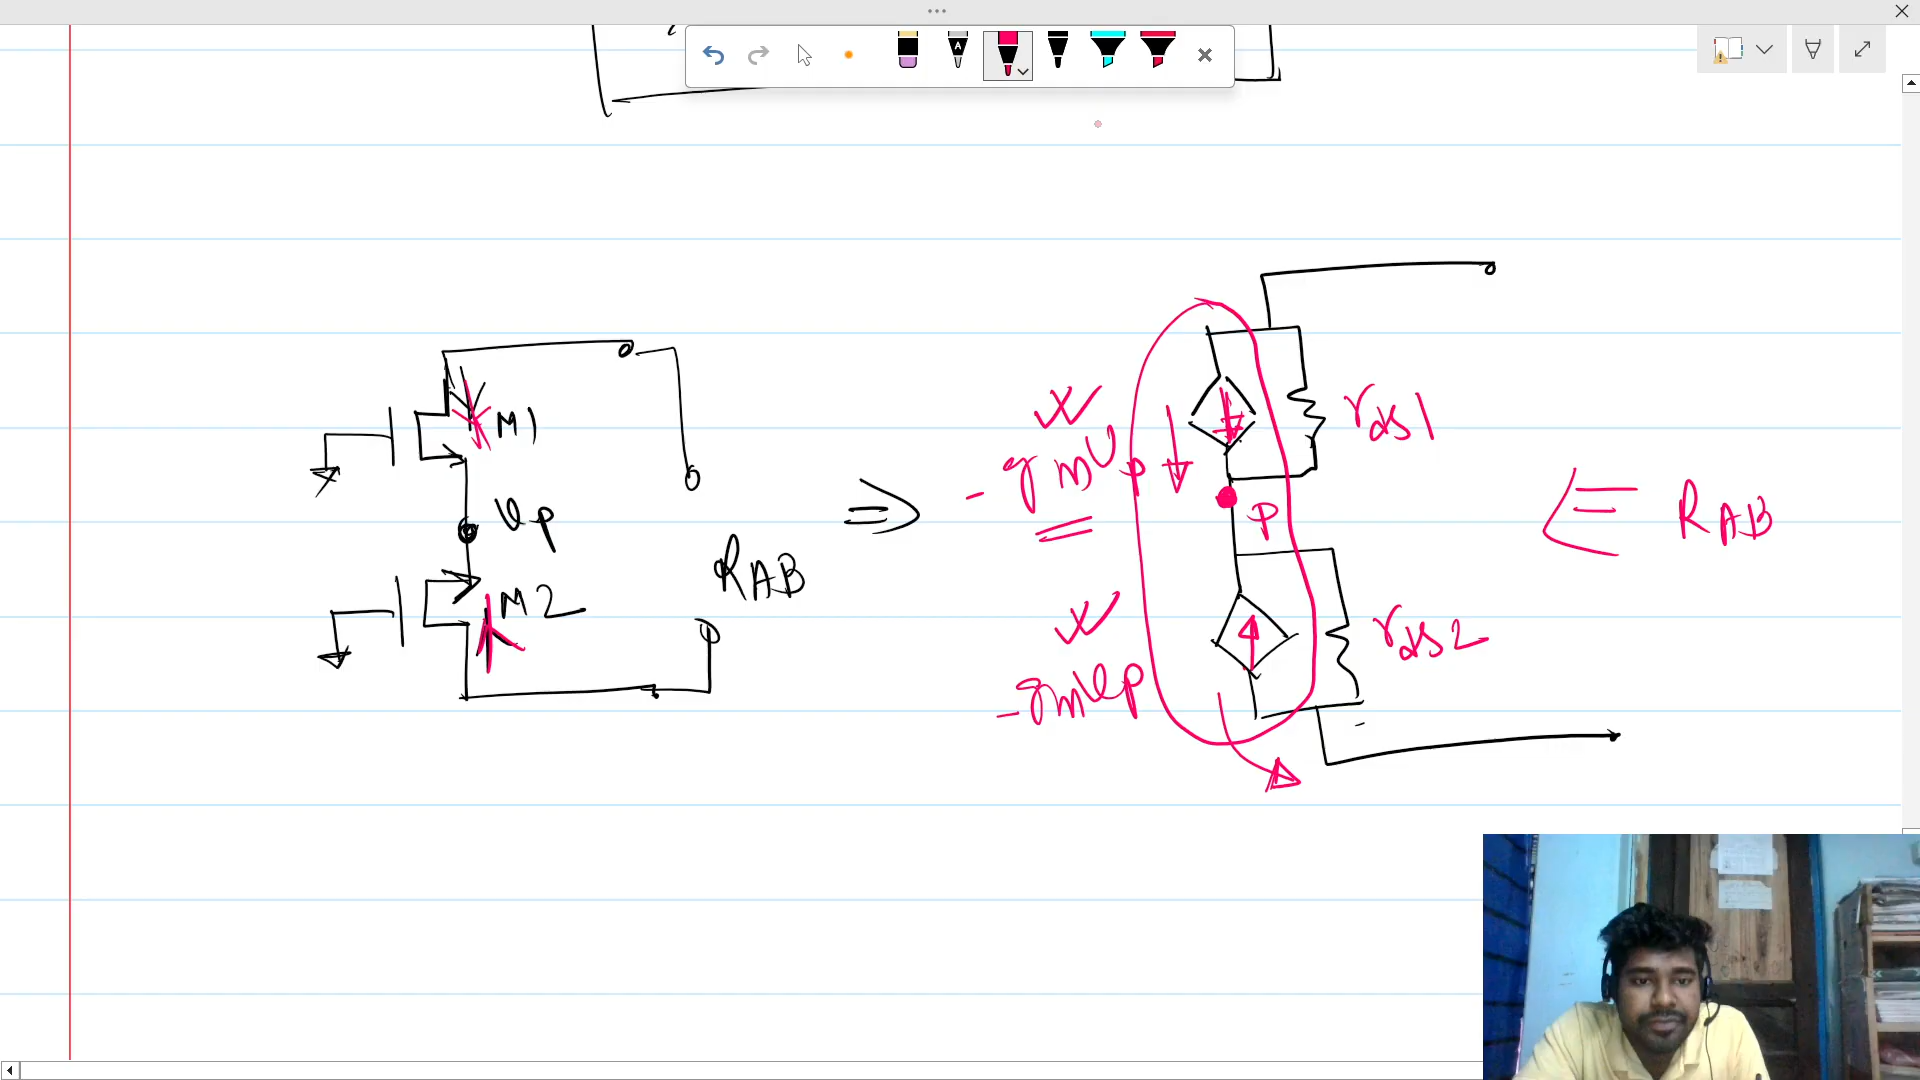 M1
Vp
M2
RAB
⇒
- gmVp
P
rds1
- gmVp
rds2
⇐ RAB
A